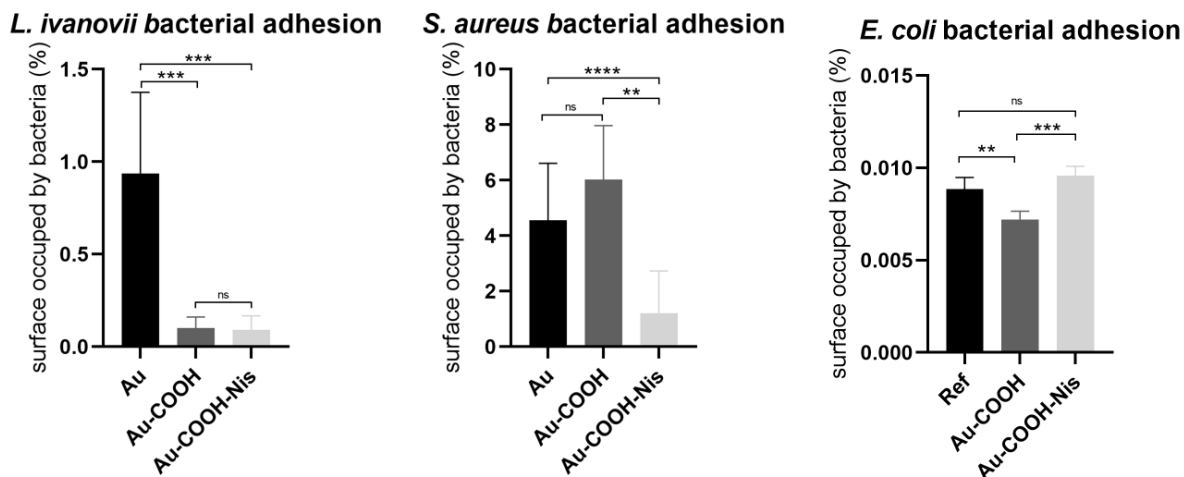 L. ivanovii bacterial adhesion
surface occuped by bacteria (%)
1.5
1.0
0.5
0.0
***
***
ns
Au
Au-COOH
Au-COOH-Nis
S. aureus bacterial adhesion
surface occuped by bacteria (%)
10
8
6
4
2
0
****
**
ns
Au
Au-COOH
Au-COOH-Nis
E. coli bacterial adhesion
surface occuped by bacteria (%)
0.015
0.010
0.005
0.000
ns
***
**
Ref
Au-COOH
Au-COOH-Nis